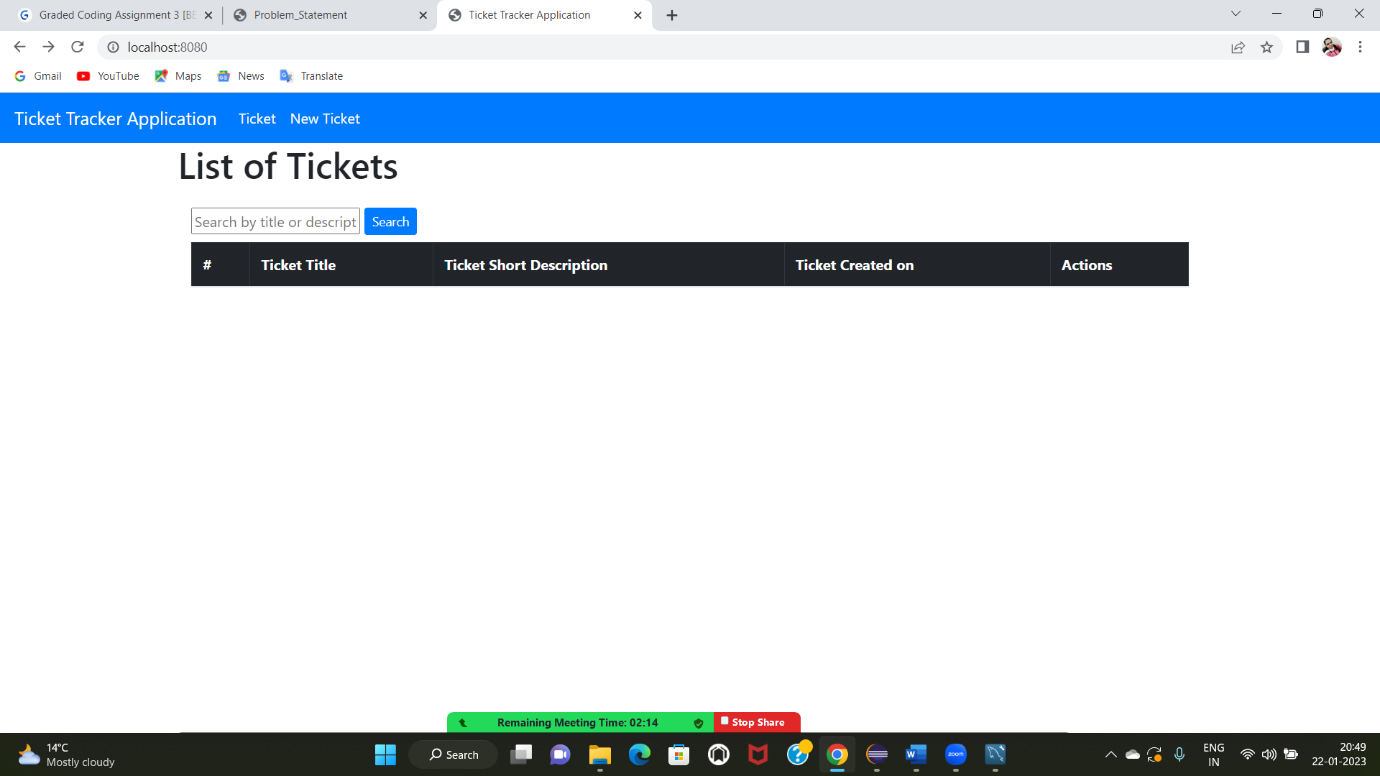 Graded Coding Assignment 3 [BE
Problem_Statement
Ticket Tracker Application
localhost:8080
Gmail
YouTube
Maps
News
Translate
Ticket Tracker Application
Ticket
New Ticket
List of Tickets
Search by title or descript
Search
#
Ticket Title
Ticket Short Description
Ticket Created on
Actions
Remaining Meeting Time: 02:14
Stop Share
14°C
Mostly cloudy
Search
zoom
ENG
IN
20:49
22-01-2023